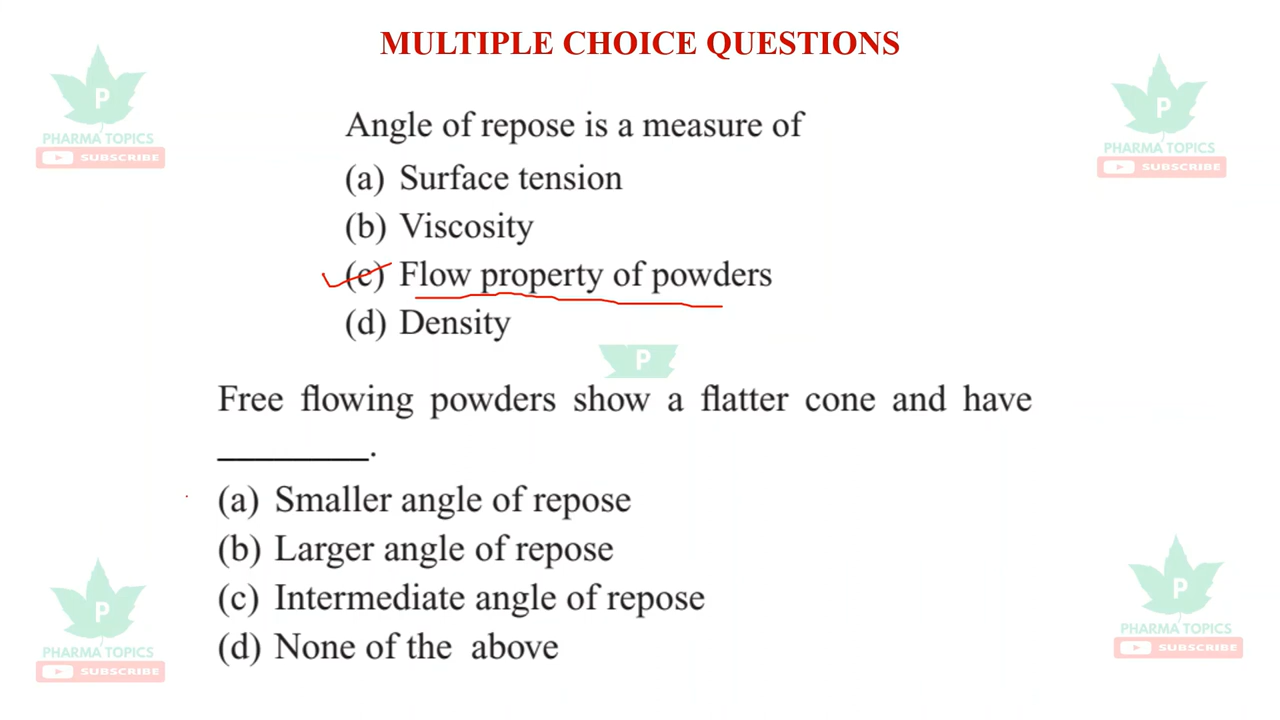 MULTIPLE CHOICE QUESTIONS
P
PHARMA TOPICS
SUBSCRIBE
P
PHARMA TOPICS
SUBSCRIBE
Angle of repose is a measure of
(a) Surface tension
(b) Viscosity
(c) Flow property of powders
(d) Density
P
Free flowing powders show a flatter cone and have
________.
(a) Smaller angle of repose
(b) Larger angle of repose
(c) Intermediate angle of repose
(d) None of the above
P
PHARMA TOPICS
SUBSCRIBE
P
PHARMA TOPICS
SUBSCRIBE